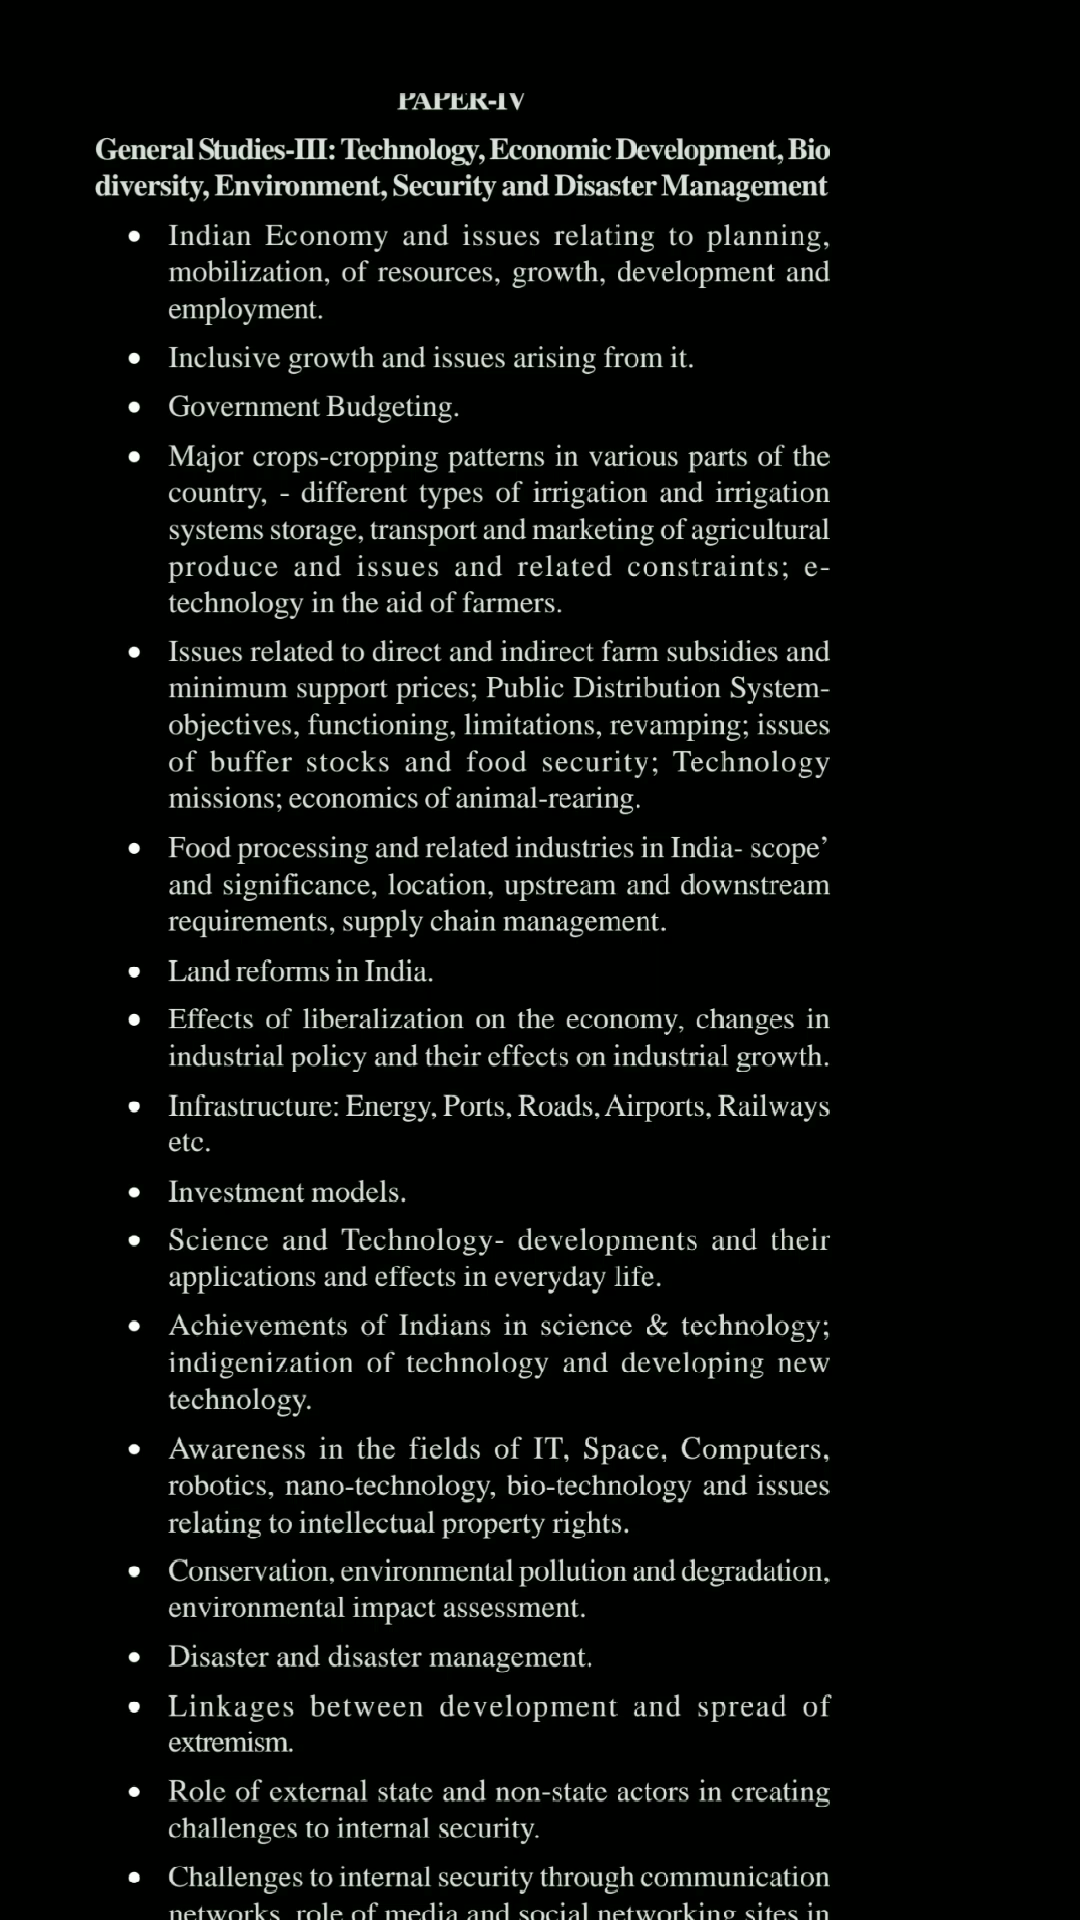 PAPER-IV
General Studies-III: Technology, Economic Development, Bio
diversity, Environment, Security and Disaster Management
• Indian Economy and issues relating to planning,
mobilization, of resources, growth, development and
employment.
• Inclusive growth and issues arising from it.
• Government Budgeting.
• Major crops-cropping patterns in various parts of the
country, - different types of irrigation and irrigation
systems storage, transport and marketing of agricultural
produce and issues and related constraints; e-
technology in the aid of farmers.
• Issues related to direct and indirect farm subsidies and
minimum support prices; Public Distribution System-
objectives, functioning, limitations, revamping; issues
of buffer stocks and food security; Technology
missions; economics of animal-rearing.
• Food processing and related industries in India- scope’
and significance, location, upstream and downstream
requirements, supply chain management.
• Land reforms in India.
• Effects of liberalization on the economy, changes in
industrial policy and their effects on industrial growth.
• Infrastructure: Energy, Ports, Roads, Airports, Railways
etc.
• Investment models.
• Science and Technology- developments and their
applications and effects in everyday life.
• Achievements of Indians in science & technology;
indigenization of technology and developing new
technology.
• Awareness in the fields of IT, Space, Computers,
robotics, nano-technology, bio-technology and issues
relating to intellectual property rights.
• Conservation, environmental pollution and degradation,
environmental impact assessment.
• Disaster and disaster management.
• Linkages between development and spread of
extremism.
• Role of external state and non-state actors in creating
challenges to internal security.
• Challenges to internal security through communication
networks, role of media and social networking sites in